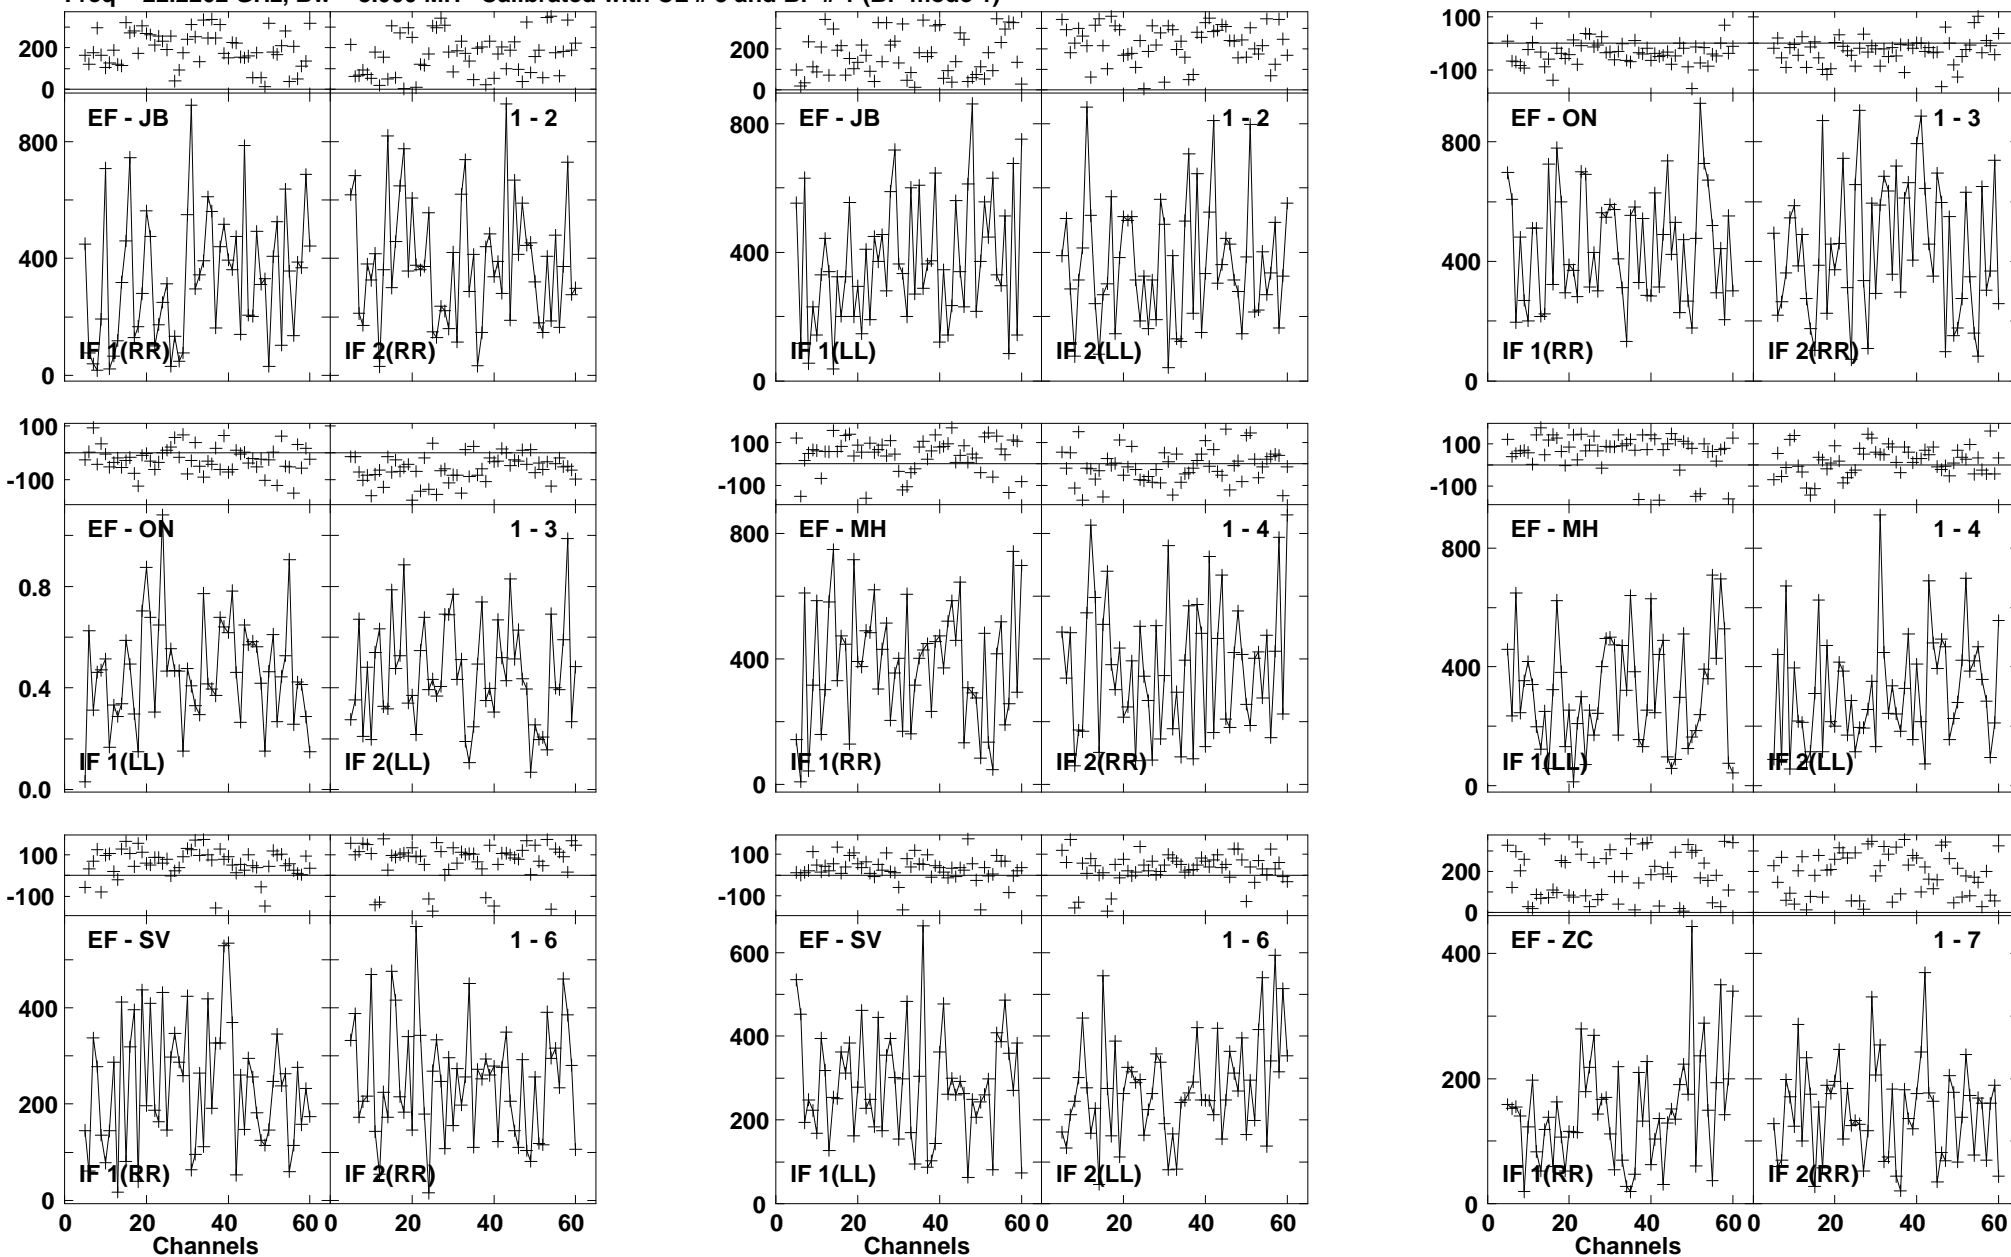 200
0
200
0
100
-100
EF - JB
1 - 2
EF - JB
1 - 2
EF - ON
1 - 3
800
400
0
800
400
0
800
400
0
IF 1(RR)
IF 2(RR)
IF 1(LL)
IF 2(LL)
IF 1(RR)
IF 2(RR)
100
-100
100
-100
100
-100
EF - ON
1 - 3
EF - MH
1 - 4
EF - MH
1 - 4
0.8
0.4
0.0
800
400
0
800
400
0
IF 1(LL)
IF 2(LL)
IF 1(RR)
IF 2(RR)
IF 1(LL)
IF 2(LL)
100
-100
100
-100
200
0
EF - SV
1 - 6
EF - SV
1 - 6
EF - ZC
1 - 7
400
200
0
600
400
200
0
400
200
0
IF 1(RR)
IF 2(RR)
IF 1(LL)
IF 2(LL)
IF 1(RR)
IF 2(RR)
0 20 40 60 0 20 40 60
0 20 40 60 0 20 40 60
0 20 40 60 0 20 40 60
Channels
Channels
Channels